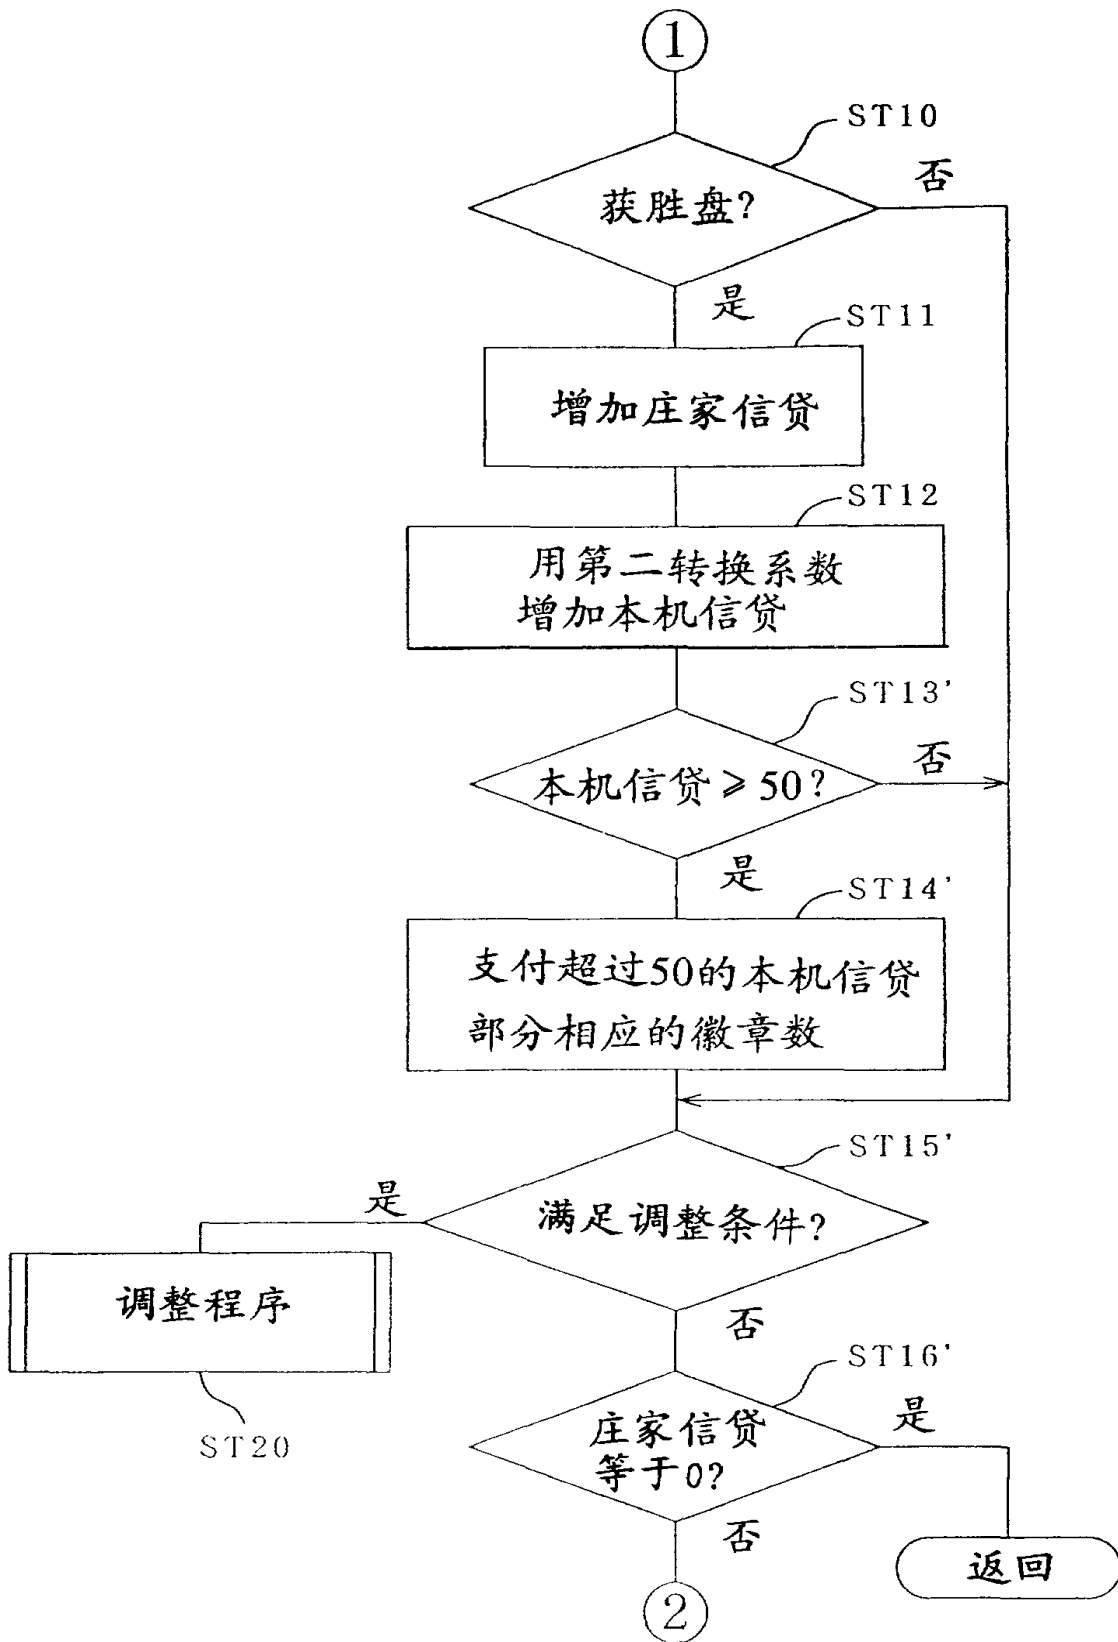 ①
ST10
获胜盘?
否
是
ST11
增加庄家信贷
ST12
用第二转换系数
增加本机信贷
ST13'
本机信贷≥50?
否
是
ST14'
支付超过50的本机信贷
部分相应的徽章数
ST15'
满足调整条件?
是
调整程序
ST20
否
ST16'
庄家信贷
等于0?
是
否
返回
②